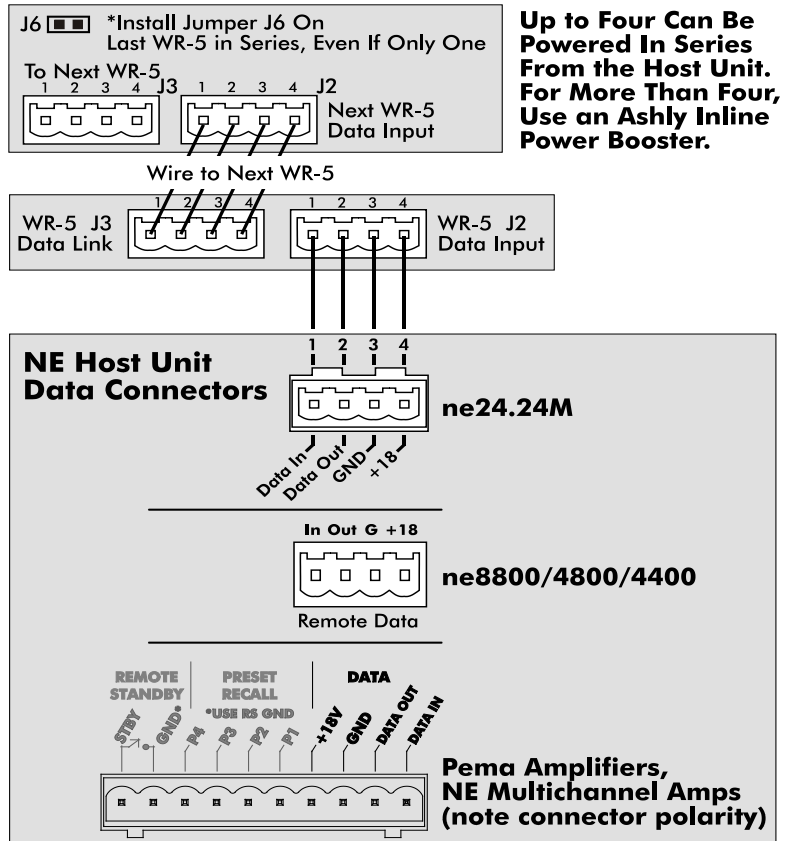 J6 *Install Jumper J6 On
Last WR-5 in Series, Even If Only One
To Next WR-5
1 2 3 4 J3
1 2 3 4 J2
Next WR-5
Data Input
Up to Four Can Be
Powered In Series
From the Host Unit.
For More Than Four,
Use an Ashly Inline
Power Booster.
Wire to Next WR-5
WR-5 J3
Data Link
1 2 3 4
1 2 3 4
WR-5 J2
Data Input
NE Host Unit
Data Connectors
1 2 3 4
ne24.24M
Data In
Data Out
GND
+18
In Out G +18
ne8800/4800/4400
Remote Data
REMOTE
STANDBY
PRESET
RECALL
*USE RS GND
DATA
STBY
GND*
P4
P3
P2
P1
+18V
GND
DATA OUT
DATA IN
Pema Amplifiers,
NE Multichannel Amps
(note connector polarity)